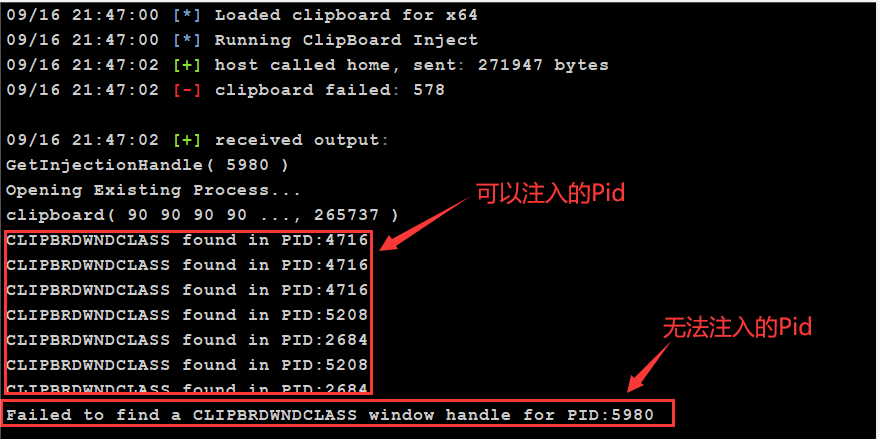 09/16 21:47:00 [*] Loaded clipboard for x64
09/16 21:47:00 [*] Running ClipBoard Inject
09/16 21:47:02 [+] host called home, sent: 271947 bytes
09/16 21:47:02 [-] clipboard failed: 578
09/16 21:47:02 [+] received output:
GetInjectionHandle( 5980 )
Opening Existing Process...
可以注入的Pid
clipboard( 90 90 90 90 ..., 265737 )
CLIPBRDWNDCLASS found in PID:4716
CLIPBRDWNDCLASS found in PID:4716
CLIPBRDWNDCLASS found in PID:4716
CLIPBRDWNDCLASS found in PID:5208
无法注入的Pid
CLIPBRDWNDCLASS found in PID:2684
CLIPBRDWNDCLASS found in PID:5208
CLIPBRDWNDCLASS found in PID:2684
Failed to find a CLIPBRDWNDCLASS window handle for PID:5980